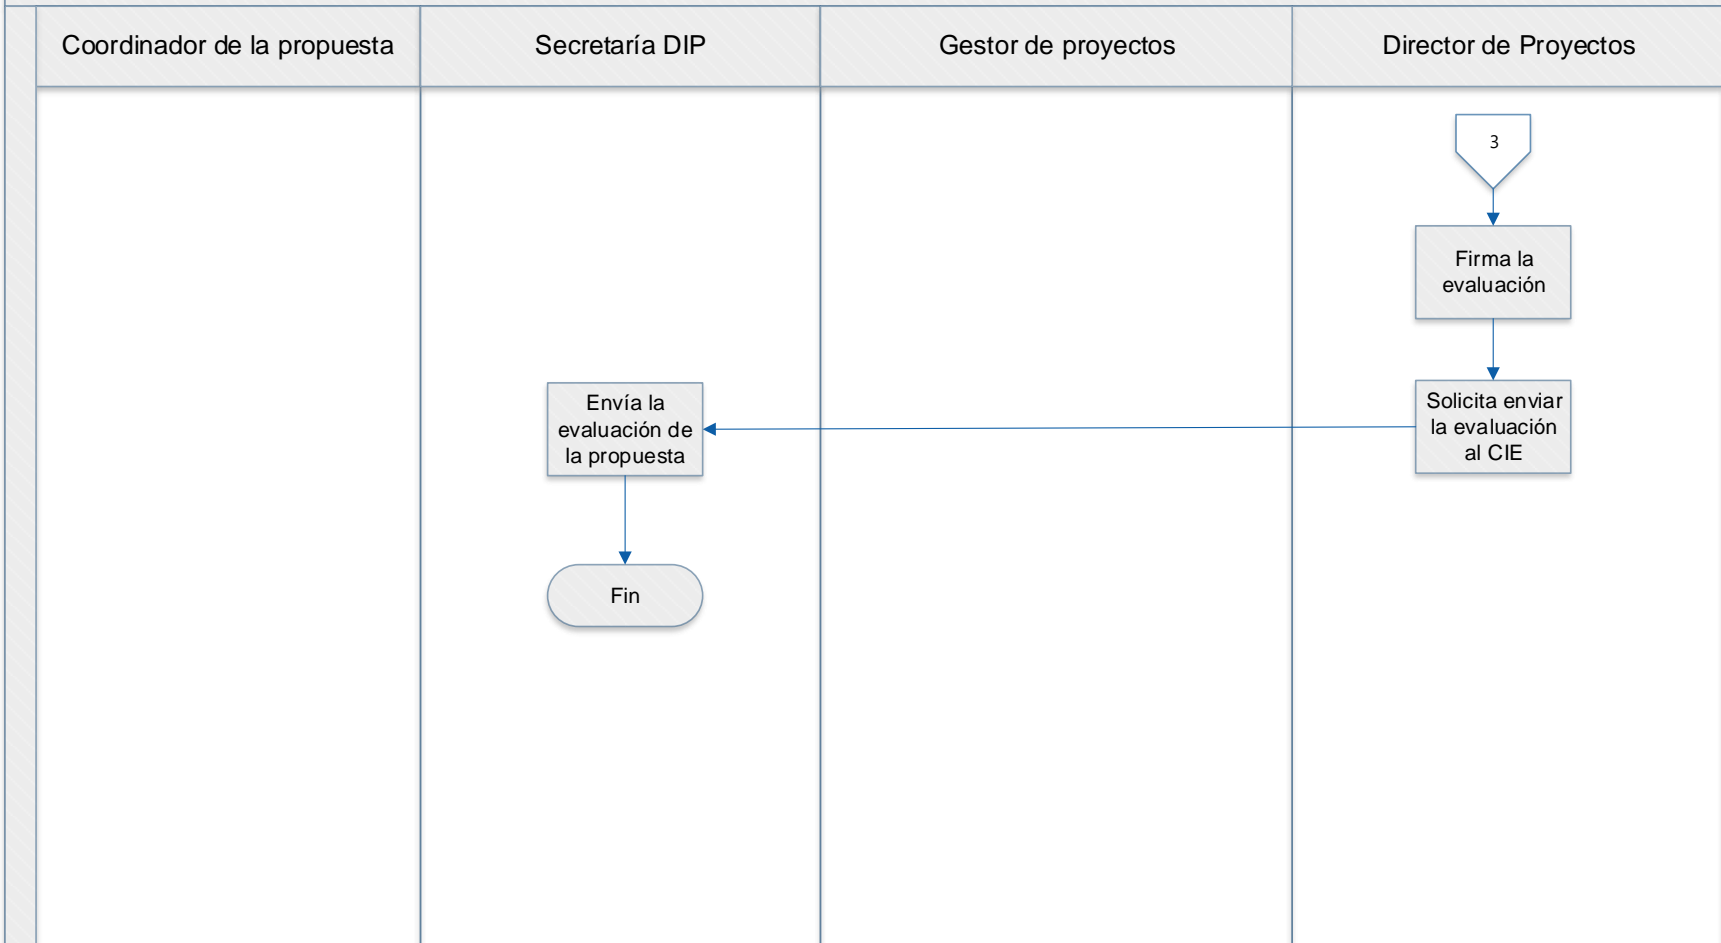 Coordinador de la propuesta
Secretaría DIP
Gestor de proyectos
Director de Proyectos
3
Firma la
evaluación
Solicita enviar
la evaluación
al CIE
Envía la
evaluación de
la propuesta
Fin